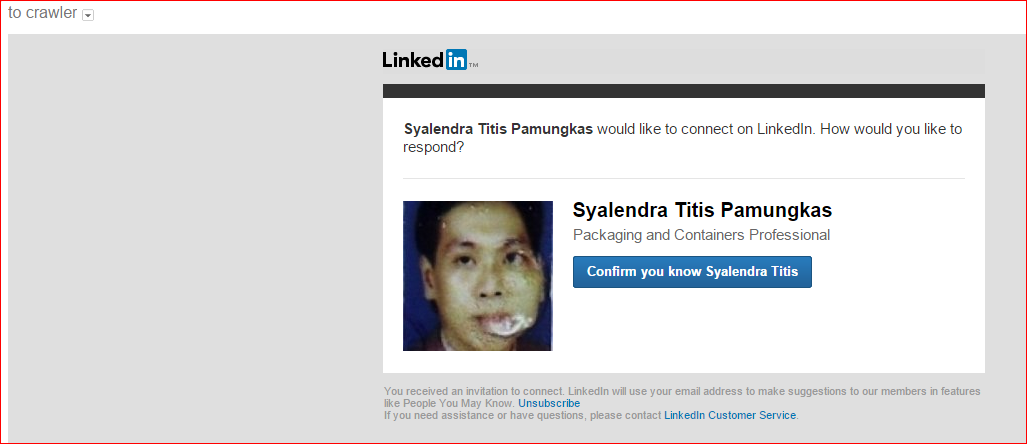 to crawler
Linked in ™
Syalendra Titis Pamungkas would like to connect on LinkedIn. How would you like to
respond?
Syalendra Titis Pamungkas
Packaging and Containers Professional
Confirm you know Syalendra Titis
You received an invitation to connect. LinkedIn will use your email address to make suggestions to our members in features
like People You May Know. Unsubscribe
If you need assistance or have questions, please contact LinkedIn Customer Service.